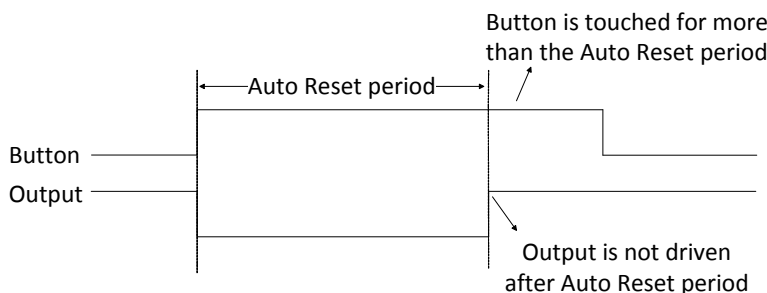 Button is touched for more
than the Auto Reset period
Auto Reset period
Button
Output
Output is not driven
after Auto Reset period